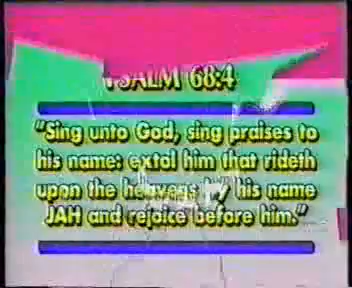 PSALM 68:4
"Sing unto God, sing praises to
his name: extol him that rideth
upon the heavens by his name
JAH and rejoice before him."